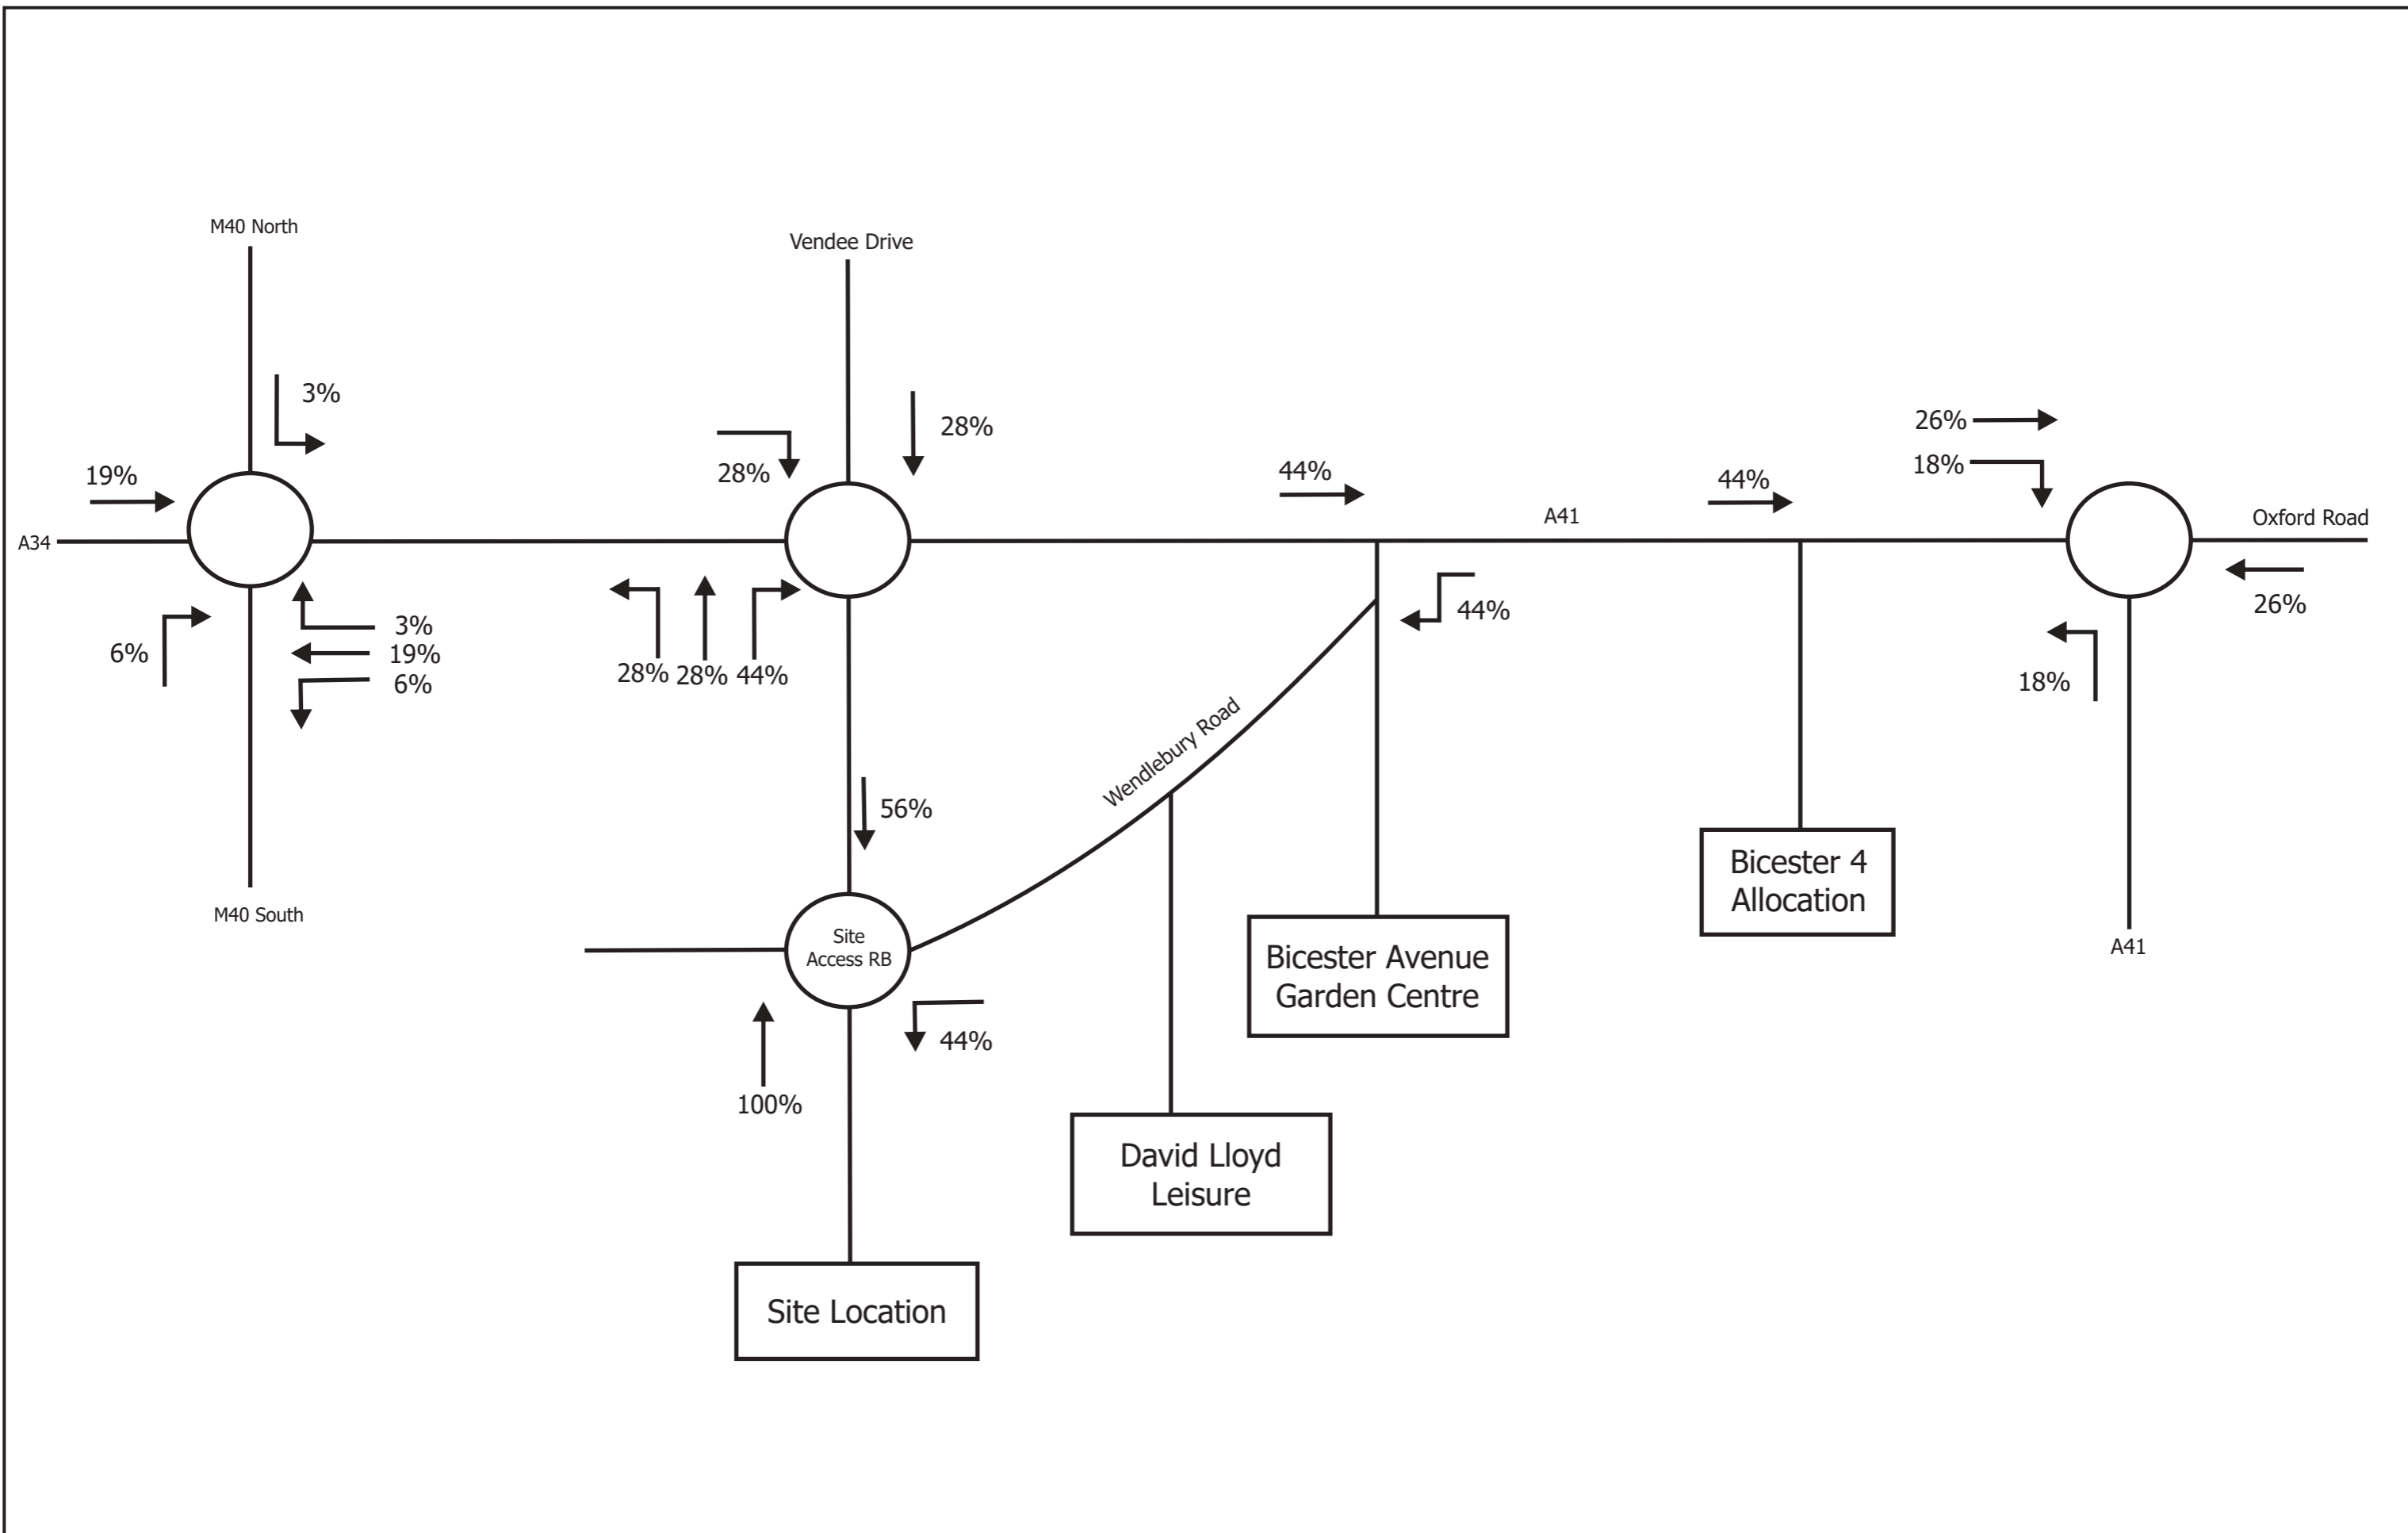 M40 North
Vendee Drive
3%
28%
28%
19%
26%
18%
44%
44%
A41
Oxford Road
A34
3%
19%
6%
6%
28% 28% 44%
44%
26%
18%
Wendlebury Road
56%
M40 South
Site
Access RB
Bicester 4
Allocation
A41
Bicester Avenue
Garden Centre
44%
100%
David Lloyd
Leisure
Site Location